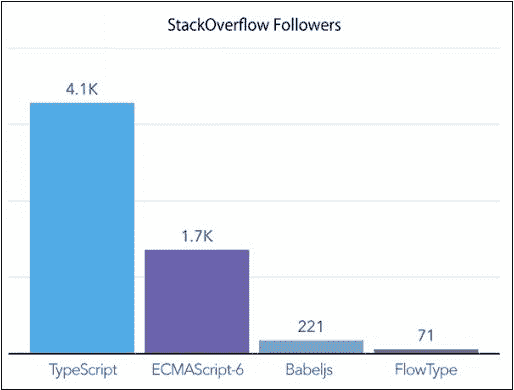 StackOverflow Followers
4.1K
1.7K
221
71
TypeScript
ECMAScript-6
Babeljs
FlowType